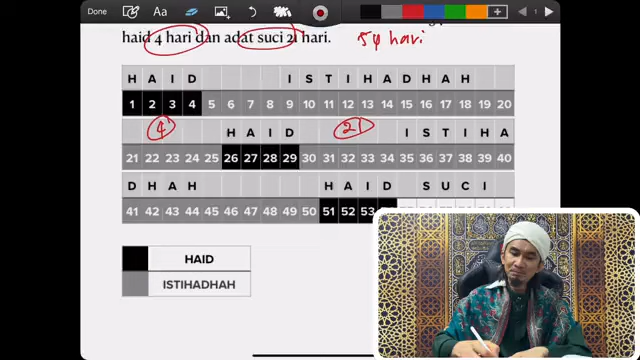 Done
1
haid 4 hari dan adat suci 21 hari. 54 hari
H A I D I S T I H A D H A H
1 2 3 4 5 6 7 8 9 10 11 12 13 14 15 16 17 18 19 20
4 H A I D 21 I S T I H A
21 22 23 24 25 26 27 28 29 30 31 32 33 34 35 36 37 38 39 40
D H A H H A I D S U C I
41 42 43 44 45 46 47 48 49 50 51 52 53
HAID
ISTIHADHAH